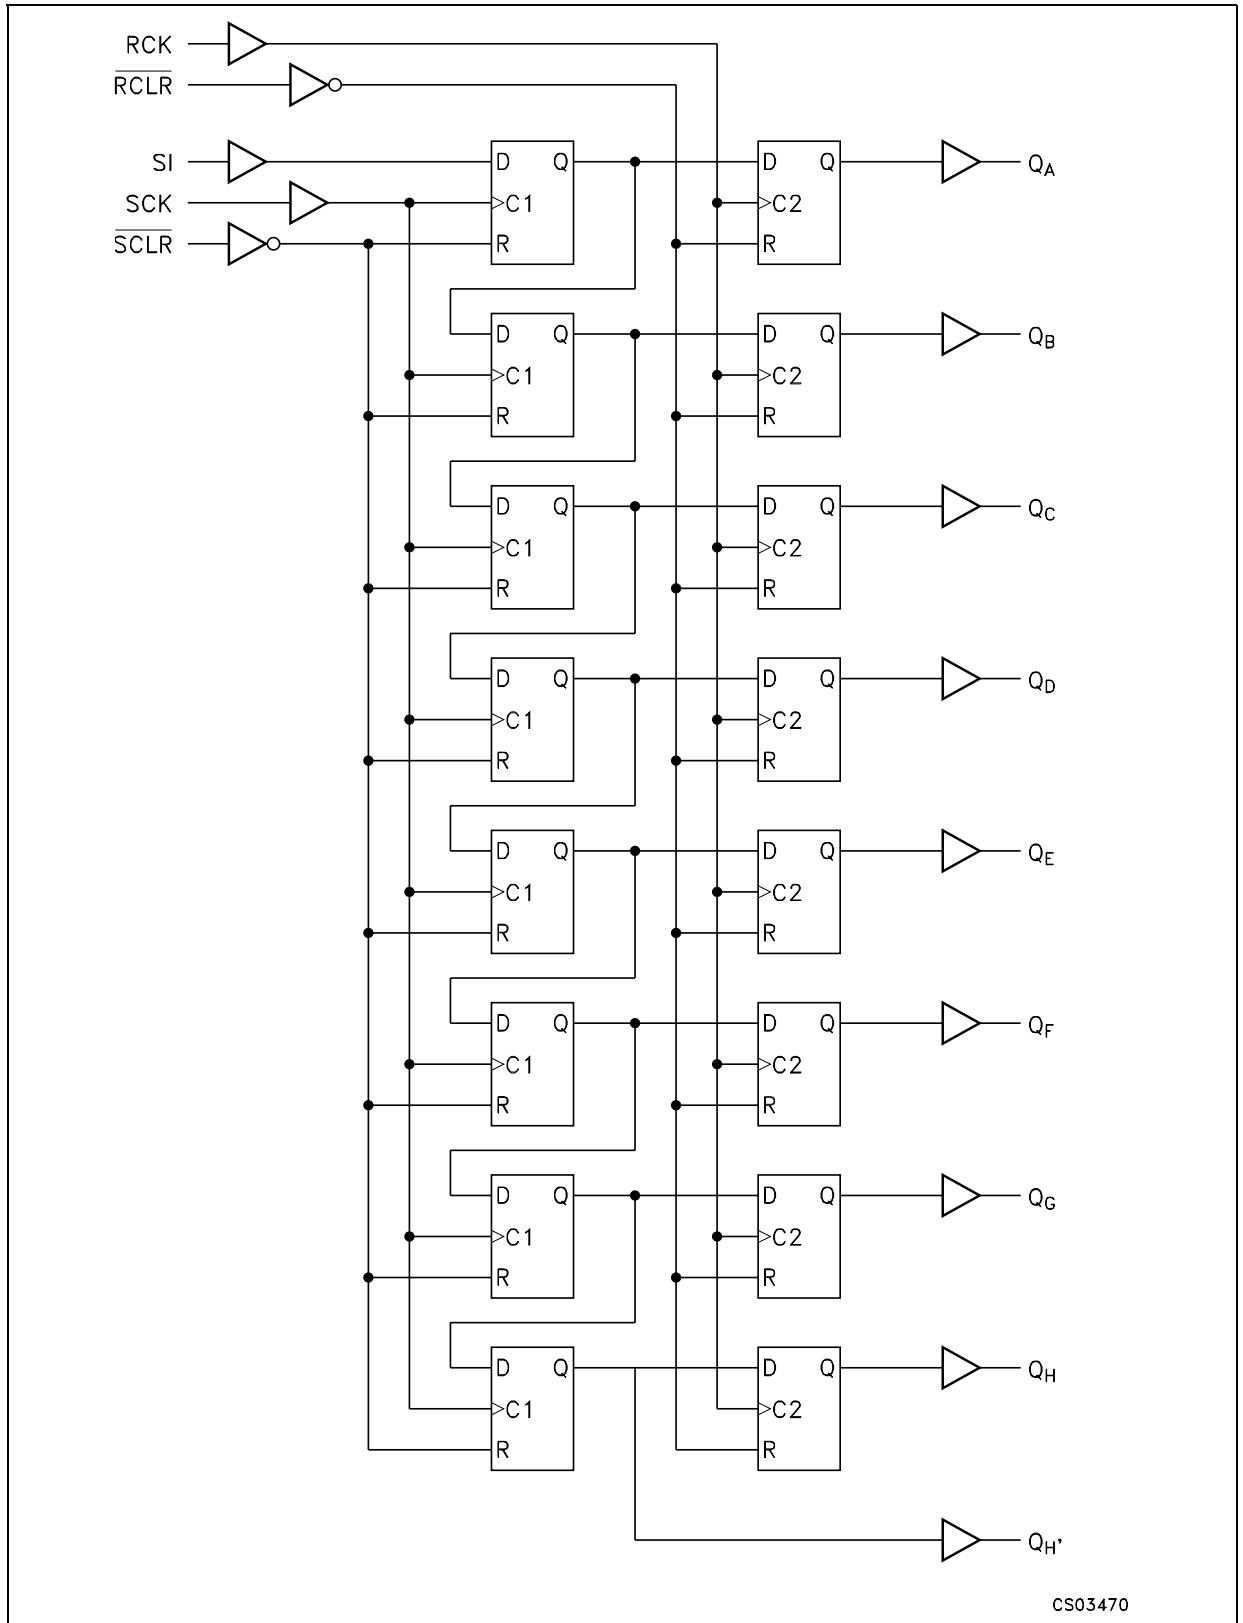 RCK
RCLR
SI
D Q D Q QA
SCK
C1 C2
SCLR
R R
D Q D Q QB
C1 C2
R R
D Q D Q QC
C1 C2
R R
D Q D Q QD
C1 C2
R R
D Q D Q QE
C1 C2
R R
D Q D Q QF
C1 C2
R R
D Q D Q QG
C1 C2
R R
D Q D Q QH
C1 C2
R R
QH'
CS03470